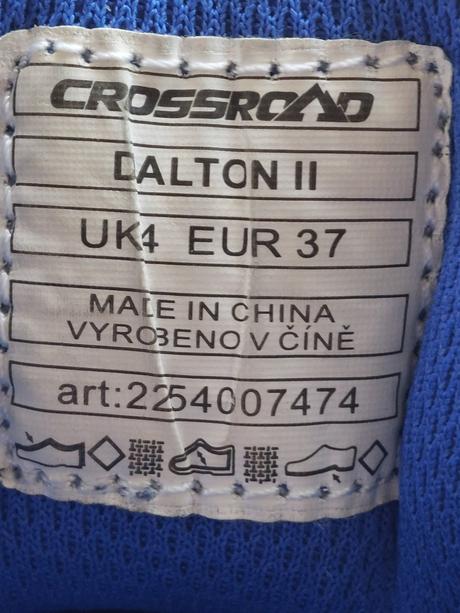 CROSSROAD
DALTON II
UK4 EUR 37
MADE IN CHINA
VYROBENO V ČÍNĚ
art:2254007474